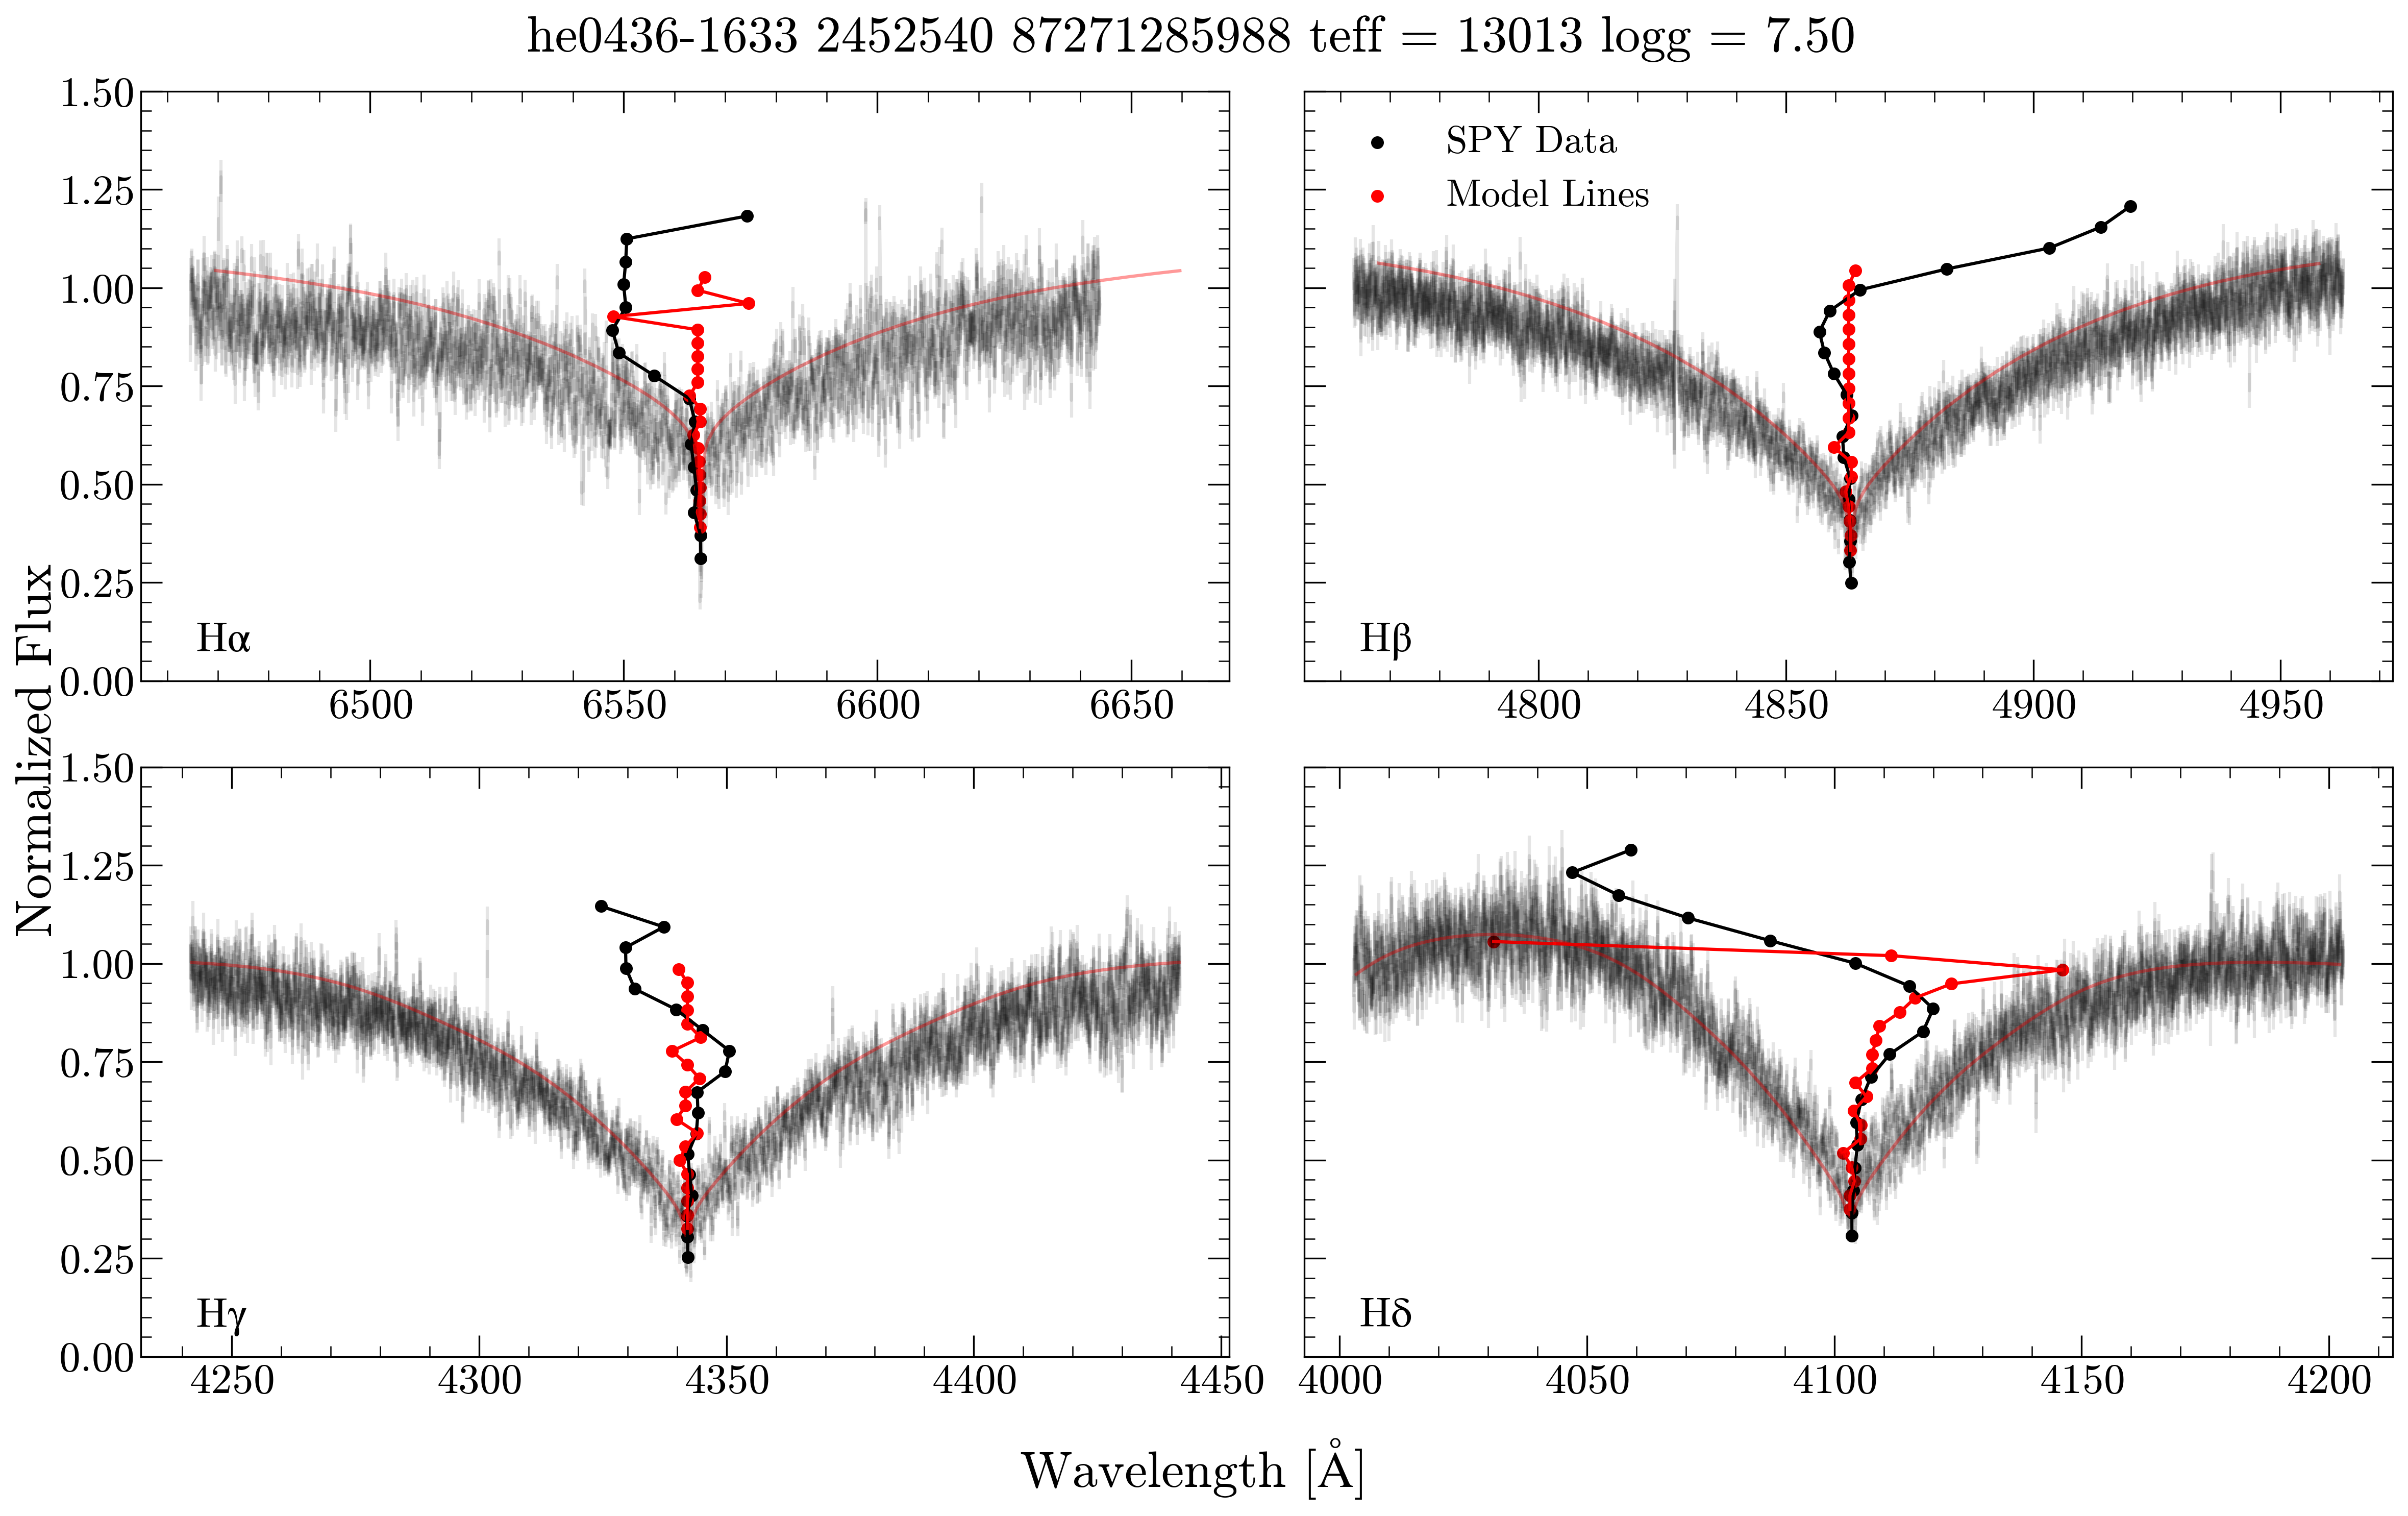 he0436-1633 2452540 87271285988 teff = 13013 logg = 7.50
Normalized Flux
1.50
1.25
1.00
0.75
0.50
0.25
0.00
Hα
6500 6550 6600 6650
SPY Data
Model Lines
Hβ
4800 4850 4900 4950
1.50
1.25
1.00
0.75
0.50
0.25
0.00
Hγ
4250 4300 4350 4400 4450
Hδ
4000 4050 4100 4150 4200
Wavelength [Å]